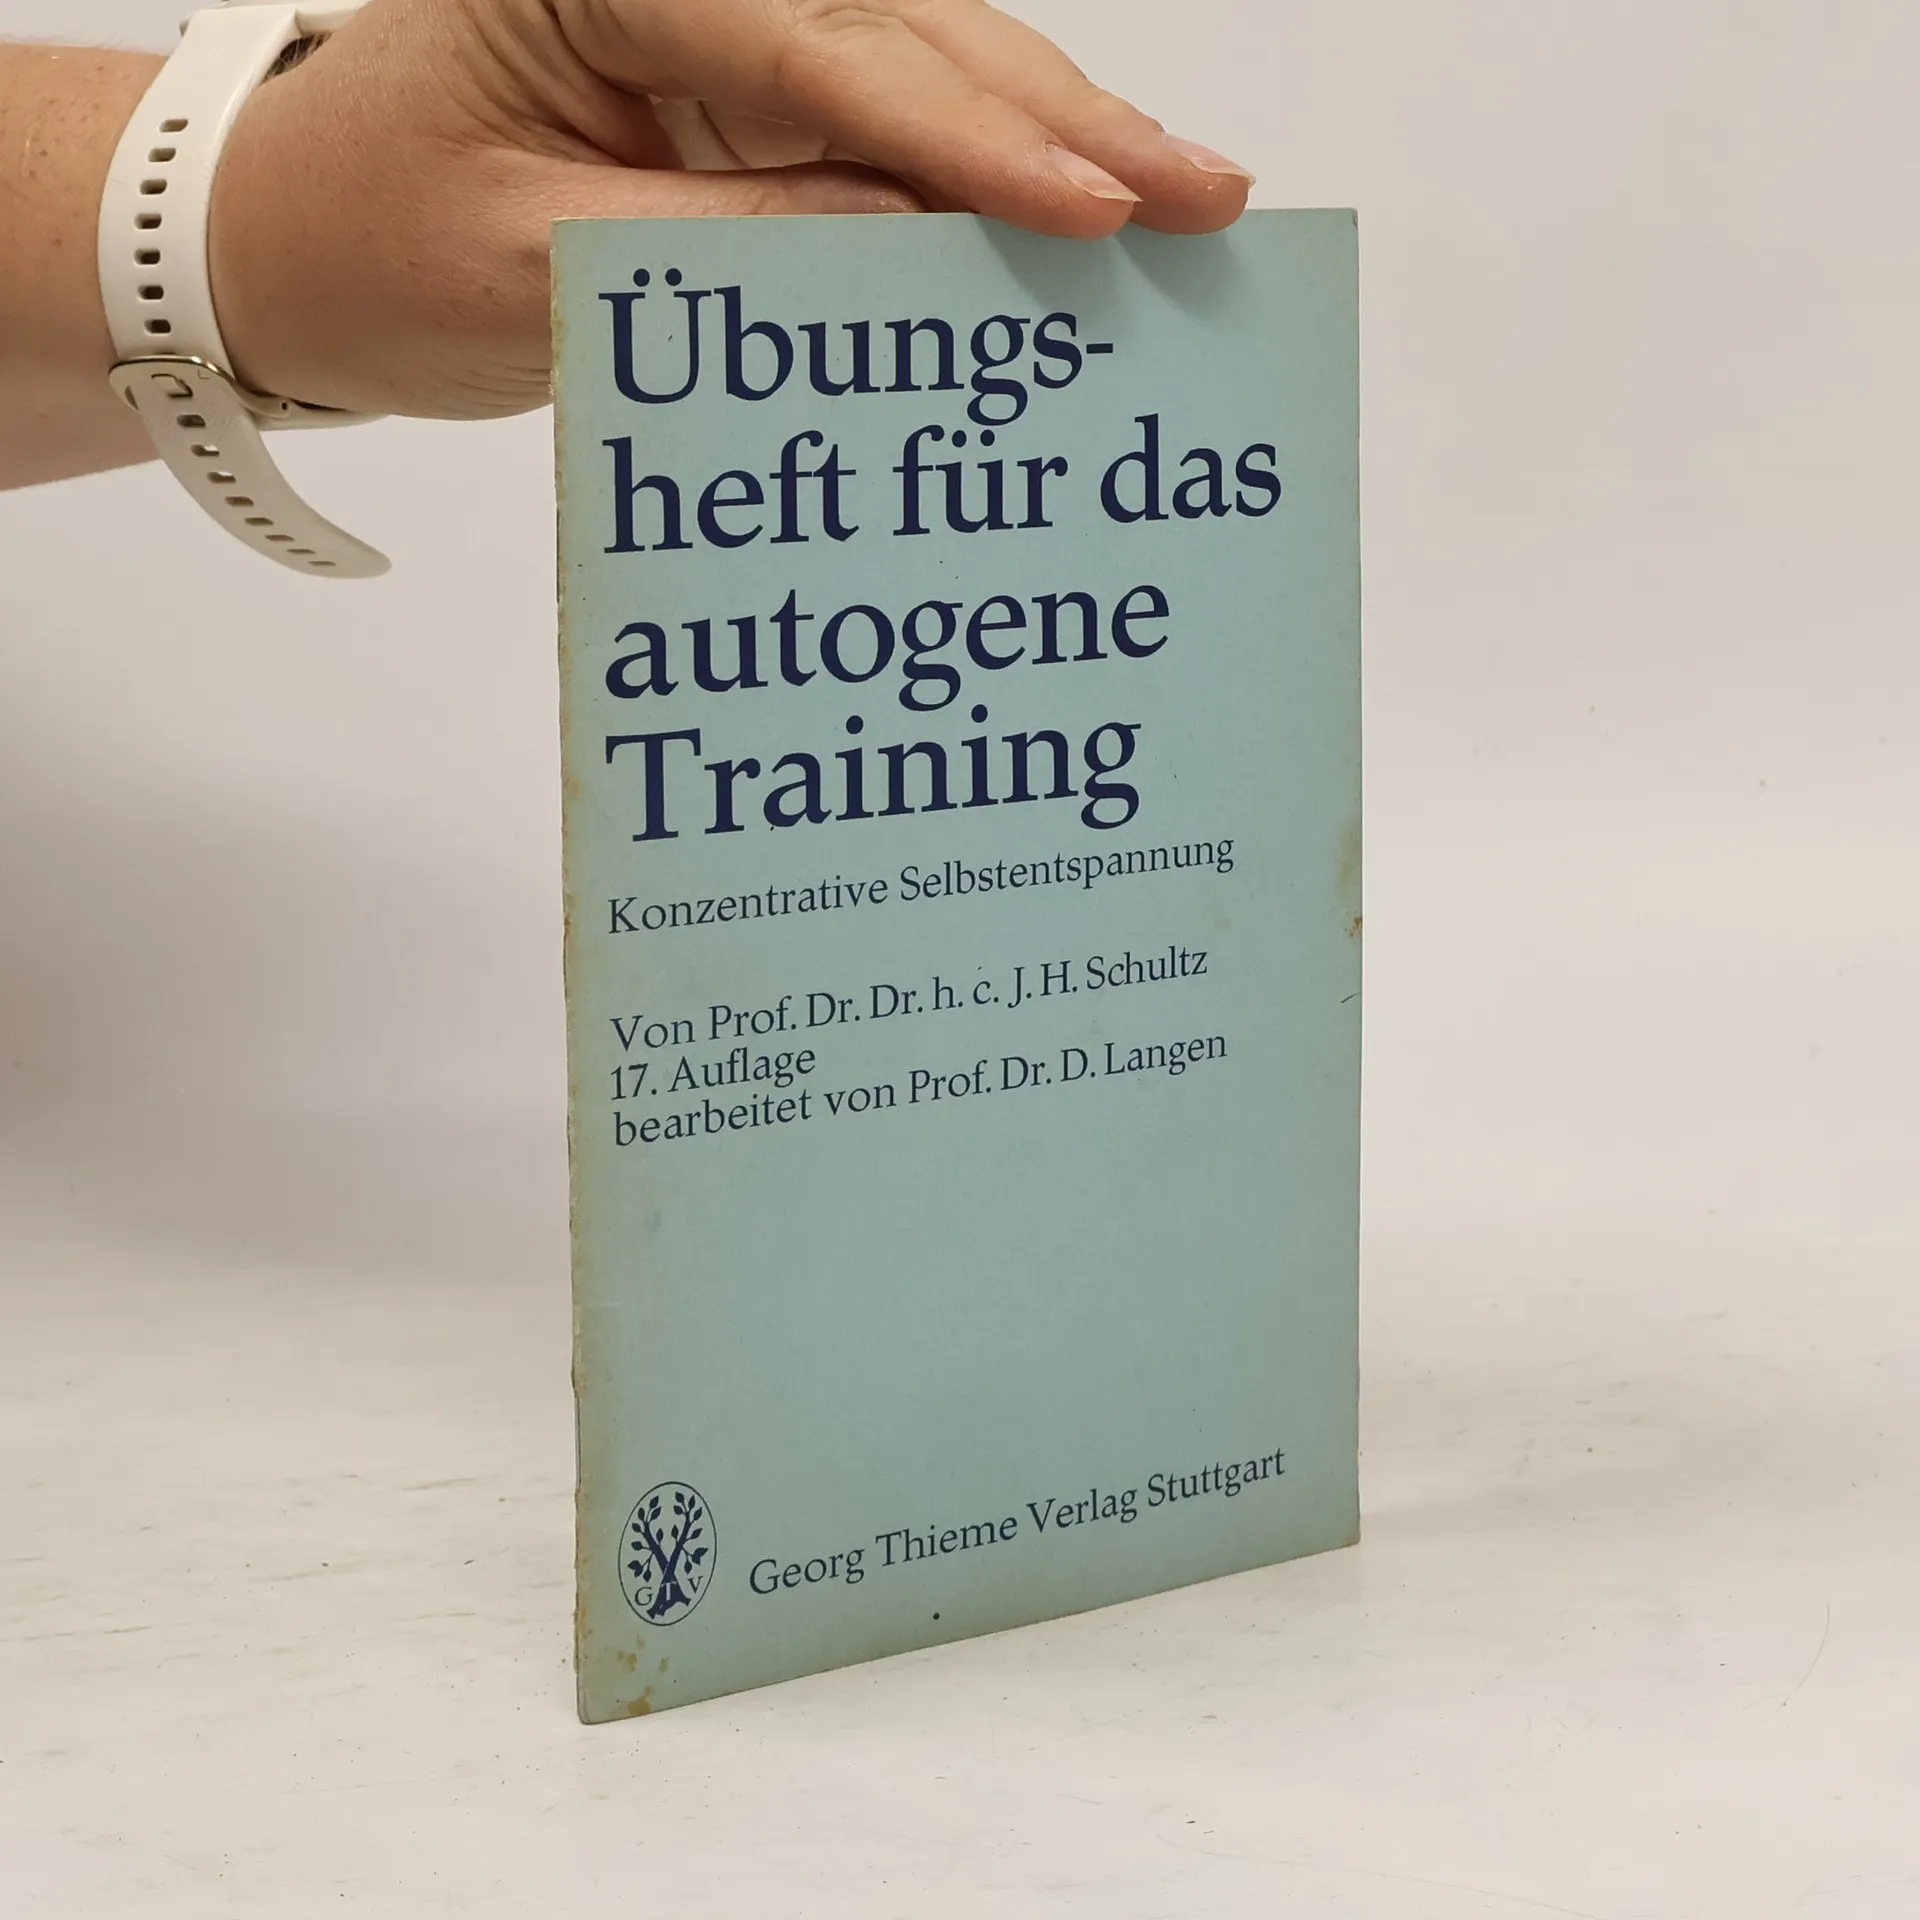 Übungs-
heft für das
autogene
Training
Konzentrative Selbstentspannung
Von Prof. Dr. Dr. h. c. J. H. Schultz
17. Auflage
bearbeitet von Prof. Dr. D. Langen
G T V
Georg Thieme Verlag Stuttgart